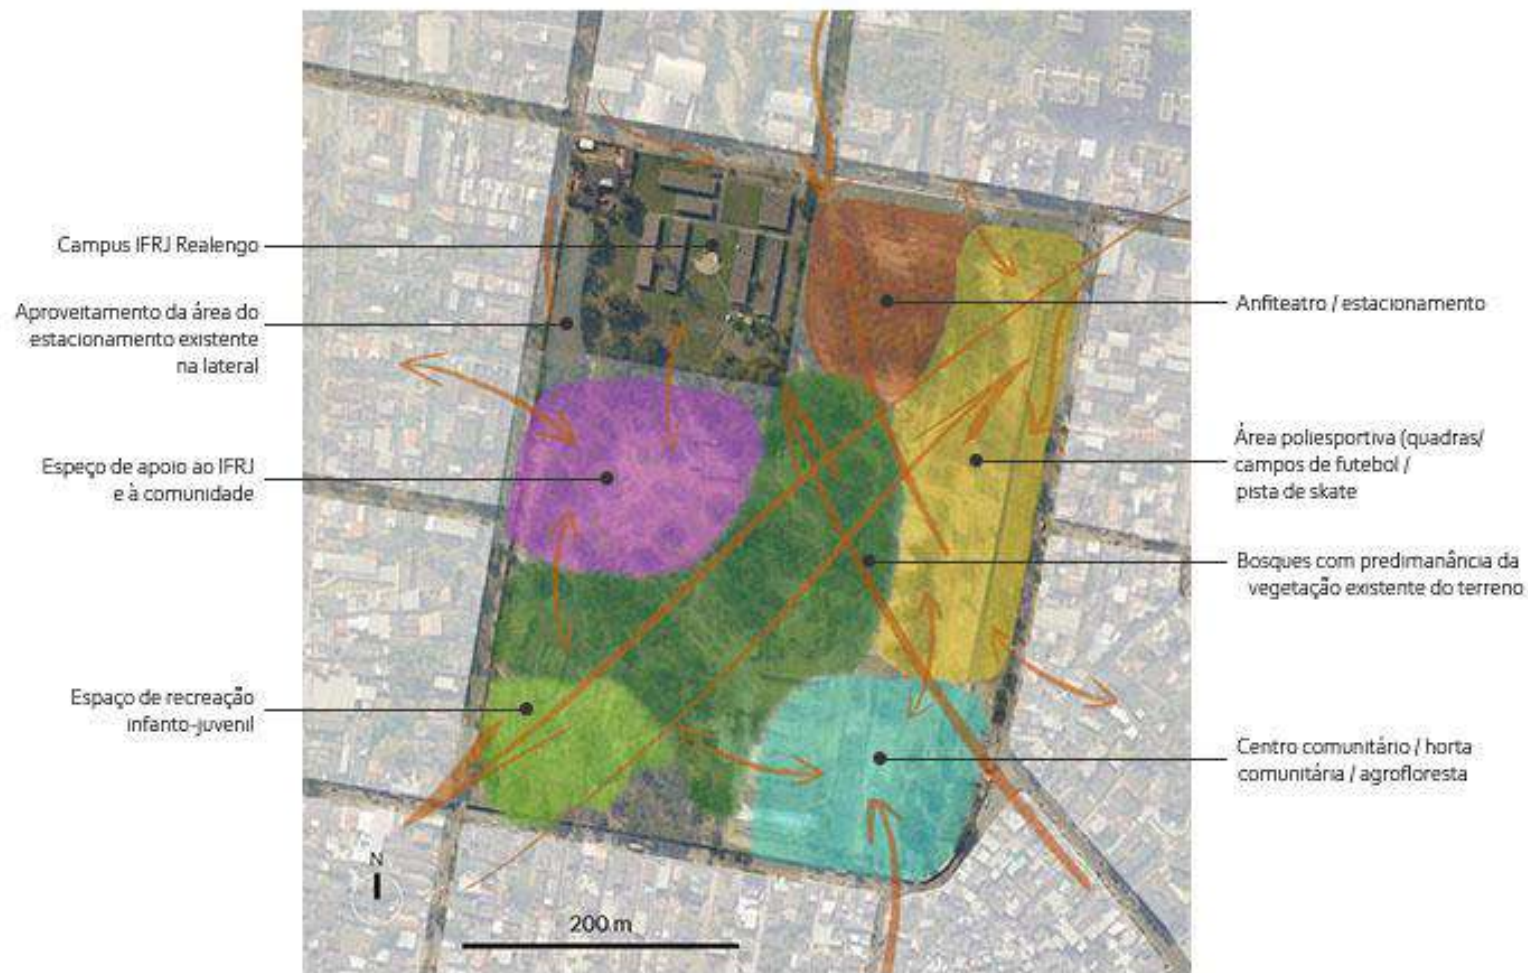 Campus IFRJ Realengo
Aproveitamento da área do
estacionamento existente
na lateral
Espeço de apoio ao IFRJ
e à comunidade
Espaço de recreação
infanto-juvenil
Anfiteatro / estacionamento
Área poliesportiva (quadras/
campos de futebol /
pista de skate
Bosques com predimanância da
vegetação existente do terreno
Centro comunitário / horta
comunitária / agrofloresta
N
200 m